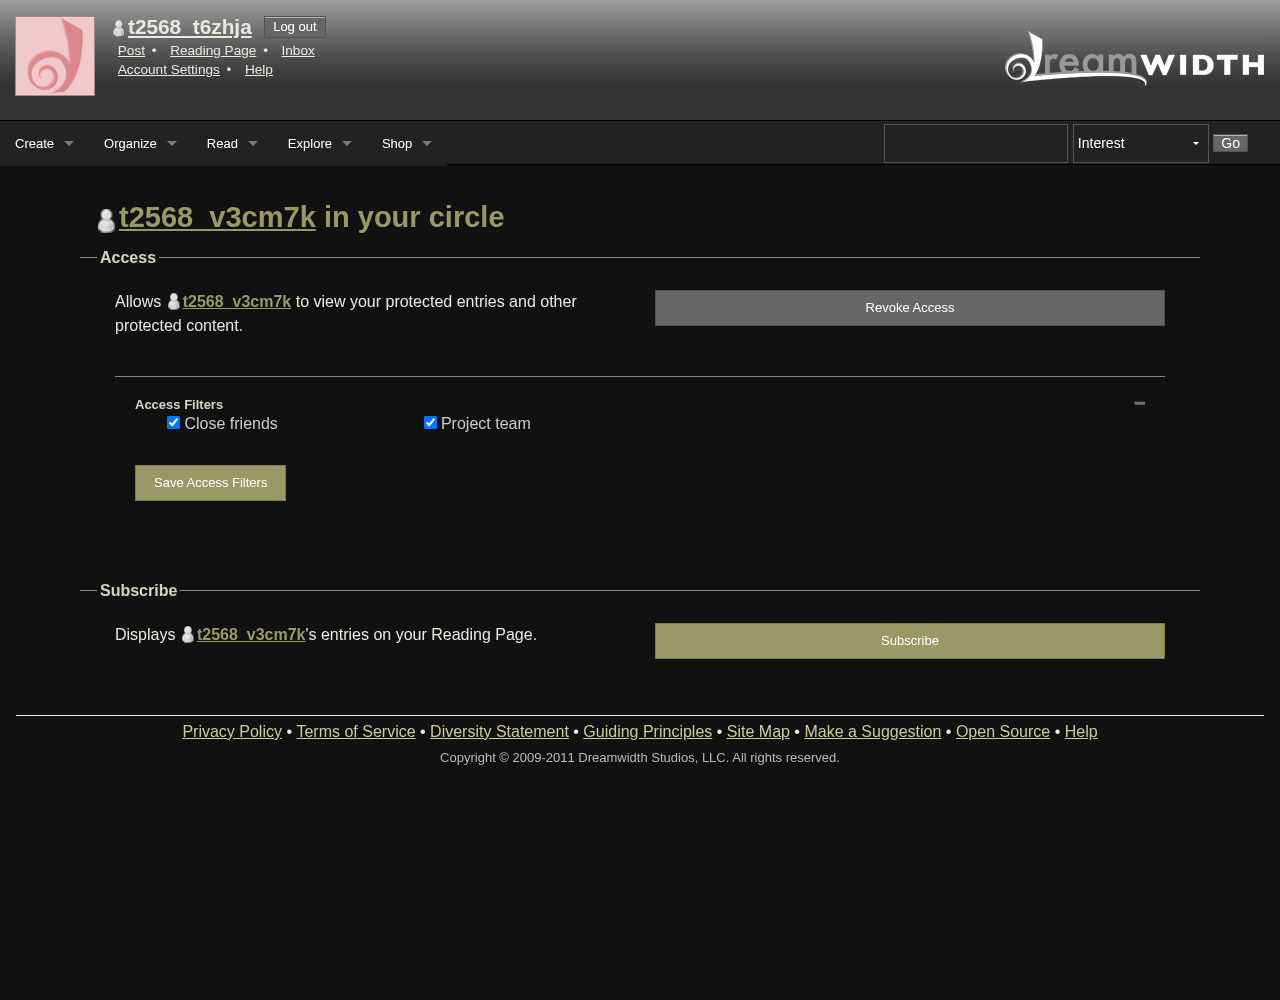 t2568_t6zhja Log out
Post • Reading Page • Inbox
Account Settings • Help
dreamWIDTH
Create Organize Read Explore Shop Interest Go
t2568_v3cm7k in your circle
Access
Allows t2568_v3cm7k to view your protected entries and other
protected content.
Revoke Access
Access Filters
Close friends Project team
Save Access Filters
Subscribe
Displays t2568_v3cm7k's entries on your Reading Page.
Subscribe
Privacy Policy • Terms of Service • Diversity Statement • Guiding Principles • Site Map • Make a Suggestion • Open Source • Help
Copyright © 2009-2011 Dreamwidth Studios, LLC. All rights reserved.